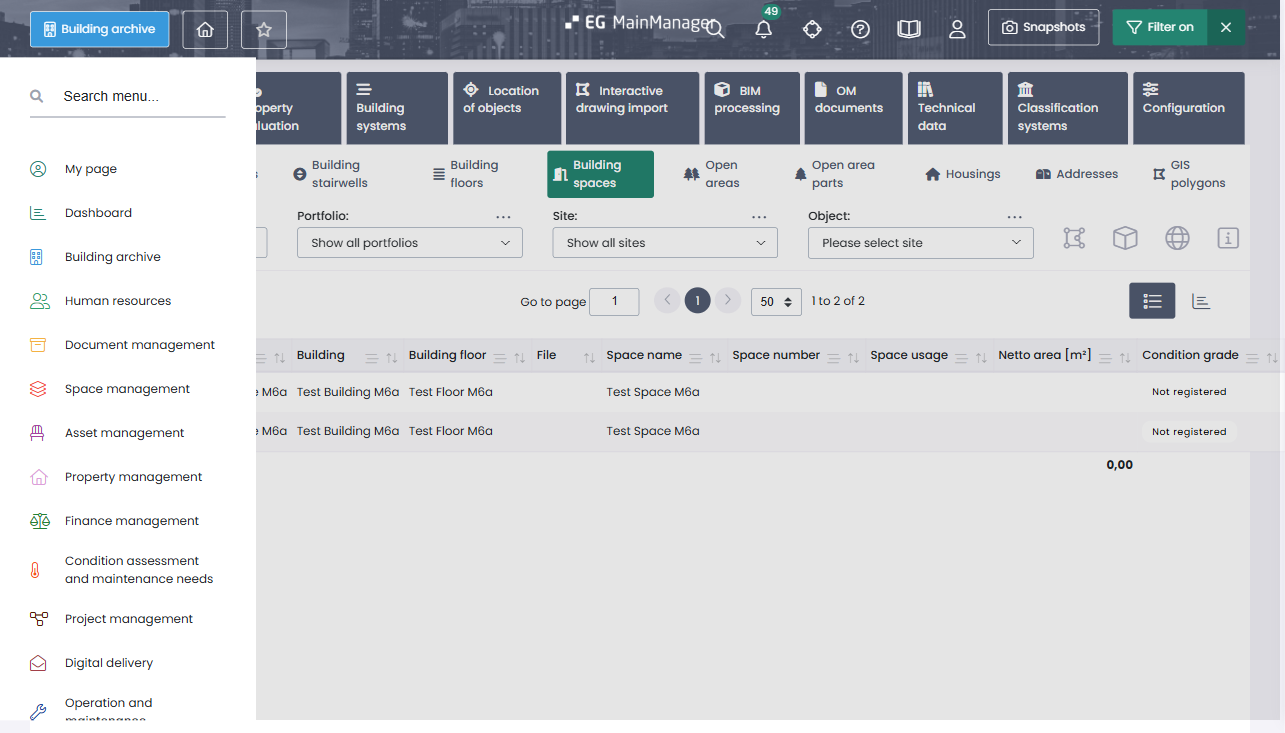 Building archive
EG MainManager
49
Snapshots
Filter on
Search menu...
My page
Dashboard
Building archive
Human resources
Document management
Space management
Asset management
Property management
Finance management
Condition assessment
and maintenance needs
Project management
Digital delivery
Operation and
maintenance
operty
luation
Building
systems
Location
of objects
Interactive
drawing import
BIM
processing
OM
documents
Technical
data
Classification
systems
Configuration
s
Building
stairwells
Building
floors
Building
spaces
Open
areas
Open area
parts
Housings
Addresses
GIS
polygons
Portfolio:
...
Site:
...
Object:
...
Show all portfolios
Show all sites
Please select site
Go to page
1
1
50
1 to 2 of 2
Building
Building floor
File
Space name
Space number
Space usage
Netto area [m²]
Condition grade
e M6a Test Building M6a Test Floor M6a Test Space M6a Not registered
e M6a Test Building M6a Test Floor M6a Test Space M6a Not registered
0,00